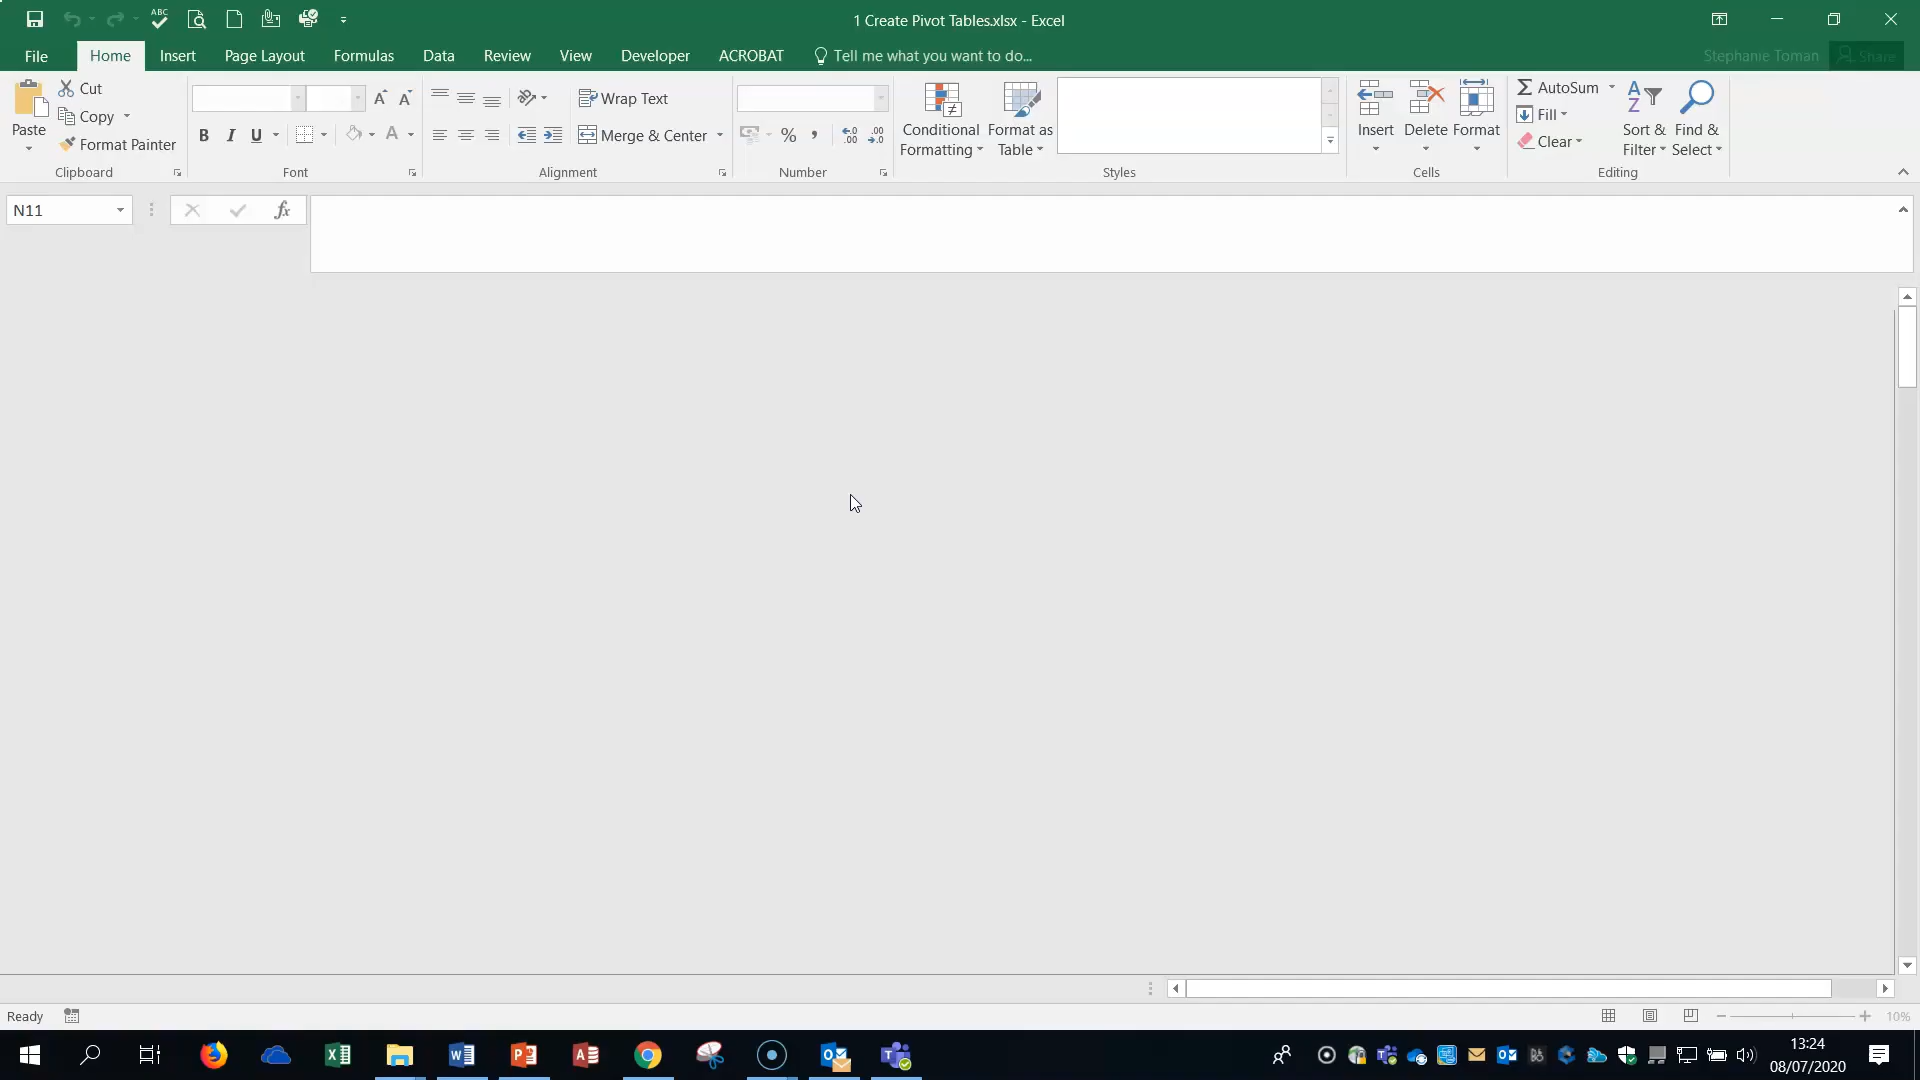 1 Create Pivot Tables.xlsx - Excel
File Home Insert Page Layout Formulas Data Review View Developer ACROBAT Tell me what you want to do... Stephanie Toman Share
Cut
Copy
Format Painter
Paste
Clipboard
B I U A
Font
Wrap Text
Merge & Center
Alignment
%
Number
Conditional Formatting
Format as Table
Styles
Insert
Delete
Format
Cells
AutoSum
Fill
Clear
Sort & Filter
Find & Select
Editing
N11
fx
Ready
10%
13:24
08/07/2020